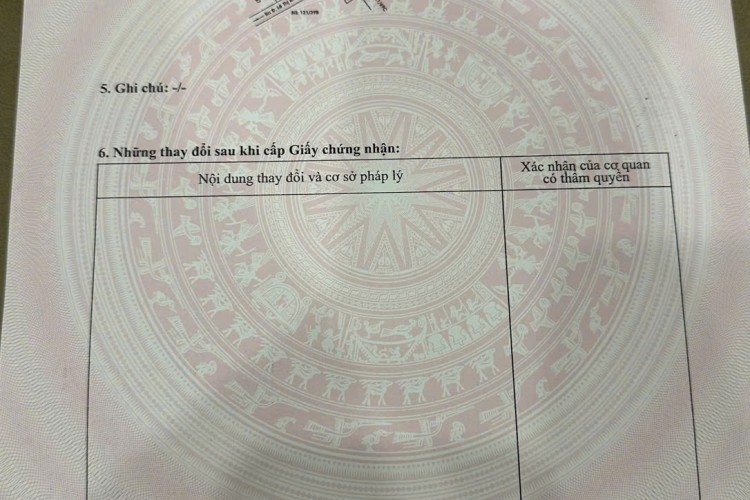 5. Ghi chú: -/-
6. Những thay đổi sau khi cấp Giấy chứng nhận:
Nội dung thay đổi và cơ sở pháp lý
Xác nhận của cơ quan
có thẩm quyền